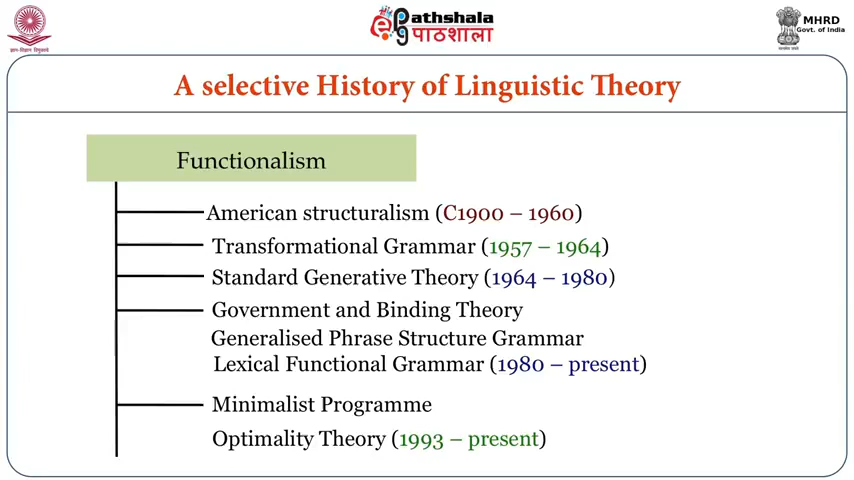 ePathshala
पाठशाला
MHRD
Govt. of India
A selective History of Linguistic Theory
Functionalism
American structuralism (C1900 – 1960)
Transformational Grammar (1957 – 1964)
Standard Generative Theory (1964 – 1980)
Government and Binding Theory
Generalised Phrase Structure Grammar
Lexical Functional Grammar (1980 – present)
Minimalist Programme
Optimality Theory (1993 – present)